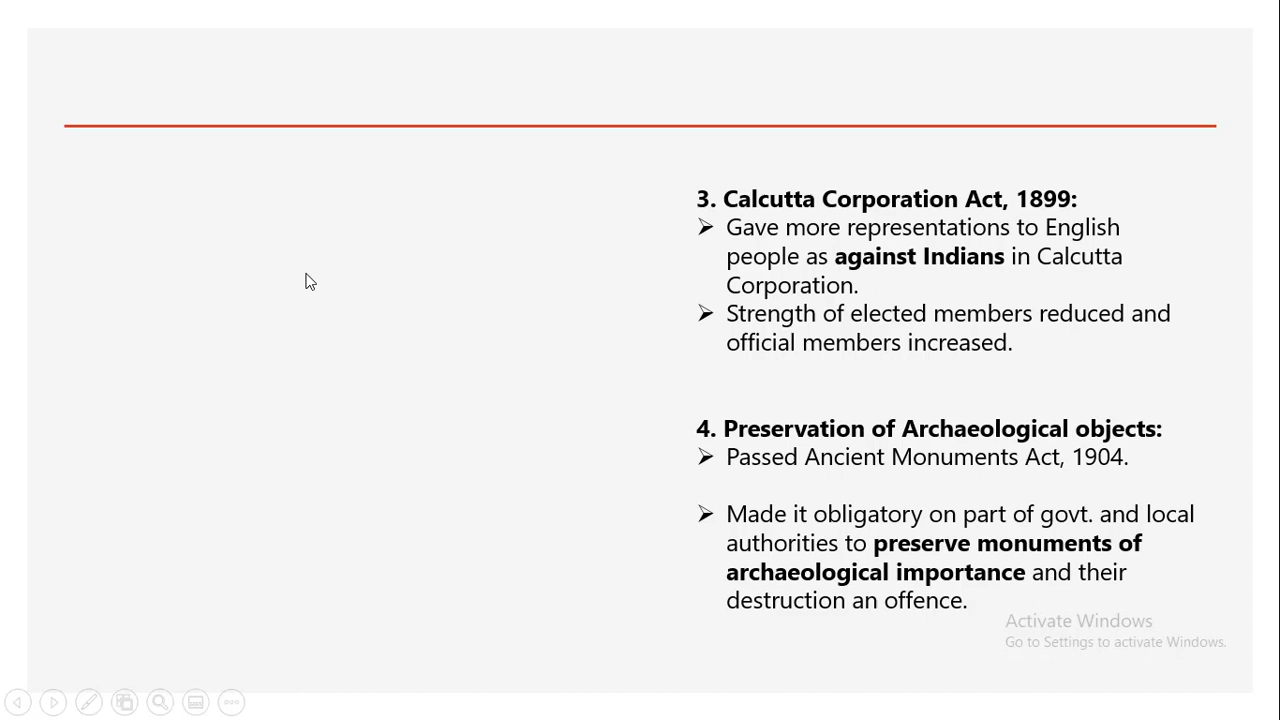 3. Calcutta Corporation Act, 1899:
➢ Gave more representations to English
people as against Indians in Calcutta
Corporation.
➢ Strength of elected members reduced and
official members increased.
4. Preservation of Archaeological objects:
➢ Passed Ancient Monuments Act, 1904.
➢ Made it obligatory on part of govt. and local
authorities to preserve monuments of
archaeological importance and their
destruction an offence.
Activate Windows
Go to Settings to activate Windows.